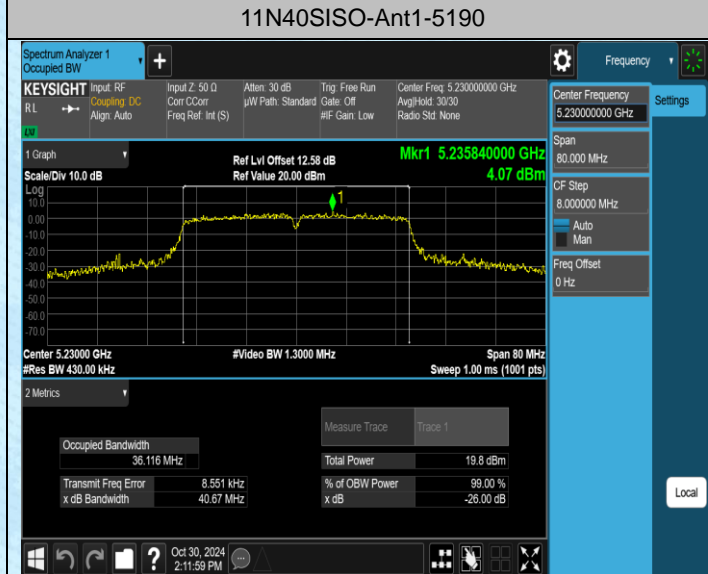 11N40SISO-Ant1-5190
Spectrum Analyzer 1
Occupied BW
+
Frequency
KEYSIGHT
RL
LXI
Input: RF
Coupling: DC
Align: Auto
Input Z: 50 Ω
Corr CCorr
Freq Ref: Int (S)
Atten: 30 dB
µW Path: Standard
Trig: Free Run
Gate: Off
#IF Gain: Low
Center Freq: 5.230000000 GHz
Avg|Hold: 30/30
Radio Std: None
Center Frequency
5.230000000 GHz
Settings
Span
80.000 MHz
CF Step
8.000000 MHz
Auto
Man
Freq Offset
0 Hz
1 Graph
Scale/Div 10.0 dB
Ref Lvl Offset 12.58 dB
Ref Value 20.00 dBm
Mkr1 5.235840000 GHz
4.07 dBm
Log
10.0
0.00
-10.0
-20.0
-30.0
-40.0
-50.0
-60.0
-70.0
1
Center 5.23000 GHz
#Res BW 430.00 kHz
#Video BW 1.3000 MHz
Span 80 MHz
Sweep 1.00 ms (1001 pts)
2 Metrics
Measure Trace Trace 1
Occupied Bandwidth
36.116 MHz
Total Power 19.8 dBm
Transmit Freq Error 8.551 kHz
% of OBW Power 99.00 %
x dB Bandwidth 40.67 MHz
x dB -26.00 dB
Local
?
Oct 30, 2024
2:11:59 PM